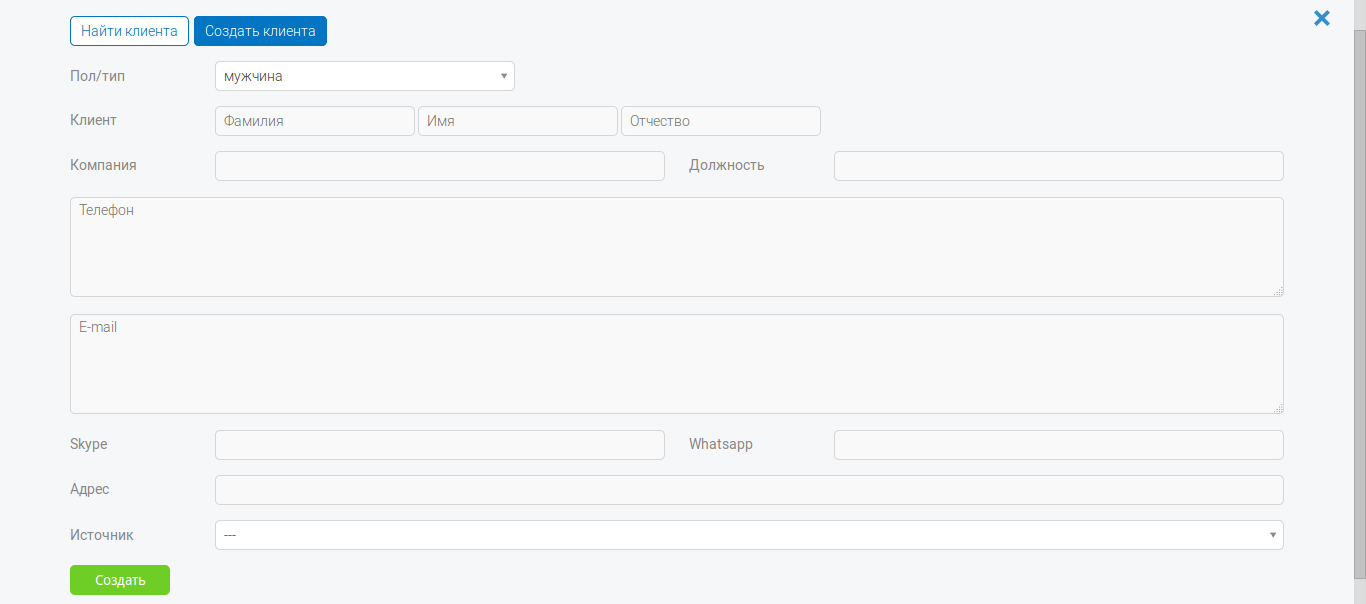 Найти клиента Создать клиента
Пол/тип мужчина
Клиент Фамилия Имя Отчество
Компания Должность
Телефон
E-mail
Skype Whatsapp
Адрес
Источник ---
Создать